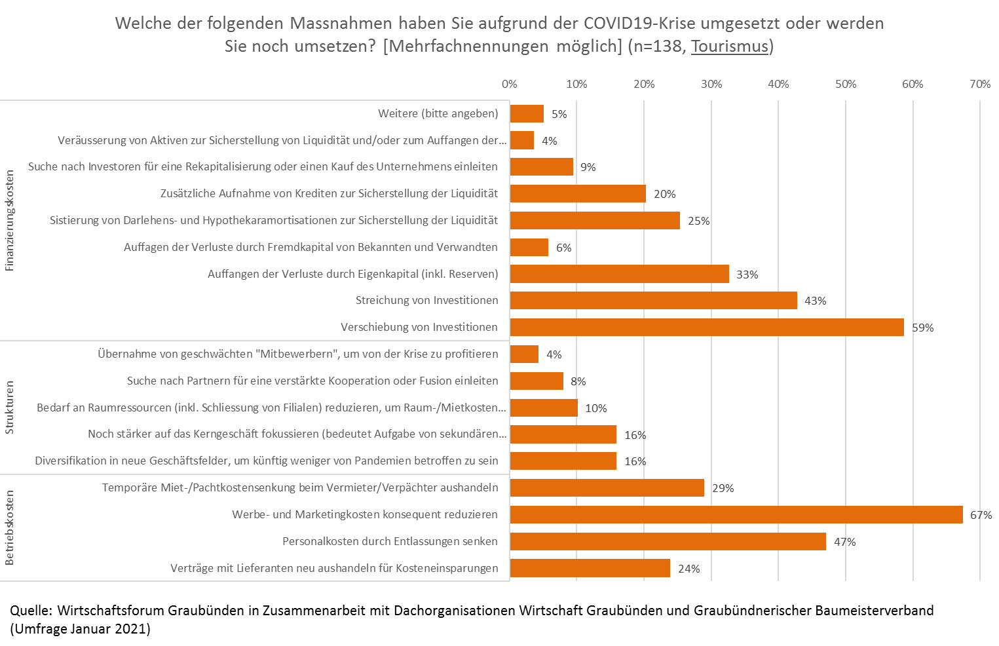 Welche der folgenden Massnahmen haben Sie aufgrund der COVID19-Krise umgesetzt oder werden
Sie noch umsetzen? [Mehrfachnennungen möglich] (n=138, Tourismus)
0% 10% 20% 30% 40% 50% 60% 70%
Finanzierungskosten
Weitere (bitte angeben) 5%
Veräusserung von Aktiven zur Sicherstellung von Liquidität und/oder zum Auffangen der... 4%
Suche nach Investoren für eine Rekapitalisierung oder einen Kauf des Unternehmens einleiten 9%
Zusätzliche Aufnahme von Krediten zur Sicherstellung der Liquidität 20%
Sistierung von Darlehens- und Hypothekaramortisationen zur Sicherstellung der Liquidität 25%
Auffagen der Verluste durch Fremdkapital von Bekannten und Verwandten 6%
Auffangen der Verluste durch Eigenkapital (inkl. Reserven) 33%
Streichung von Investitionen 43%
Verschiebung von Investitionen 59%
Strukturen
Übernahme von geschwächten "Mitbewerbern", um von der Krise zu profitieren 4%
Suche nach Partnern für eine verstärkte Kooperation oder Fusion einleiten 8%
Bedarf an Raumressourcen (inkl. Schliessung von Filialen) reduzieren, um Raum-/Mietkosten... 10%
Noch stärker auf das Kerngeschäft fokussieren (bedeutet Aufgabe von sekundären... 16%
Diversifikation in neue Geschäftsfelder, um künftig weniger von Pandemien betroffen zu sein 16%
Betriebskosten
Temporäre Miet-/Pachtkostensenkung beim Vermieter/Verpächter aushandeln 29%
Werbe- und Marketingkosten konsequent reduzieren 67%
Personalkosten durch Entlassungen senken 47%
Verträge mit Lieferanten neu aushandeln für Kosteneinsparungen 24%
Quelle: Wirtschaftsforum Graubünden in Zusammenarbeit mit Dachorganisationen Wirtschaft Graubünden und Graubündnerischer Baumeisterverband
(Umfrage Januar 2021)